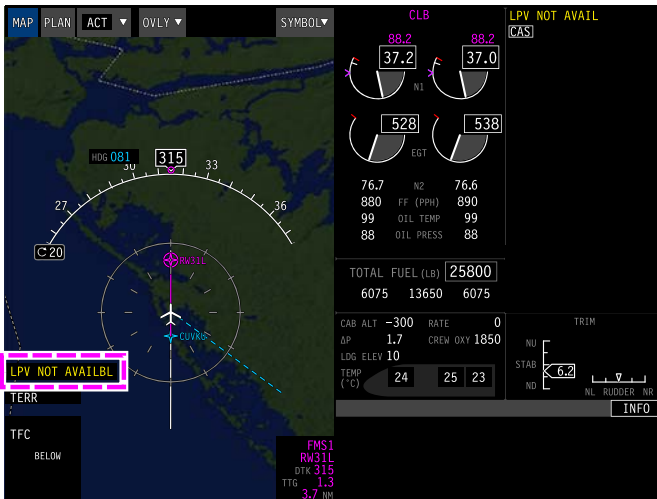 MAP PLAN ACT ▼ OVLY ▼ SYMBOL▼
HDG 081
315
30
33
27
36
C 20
RW31L
CUVKU
LPV NOT AVAILBL
TERR
TFC
BELOW
FMS1
RW31L
DTK 315
TTG 1.3
3.7 NM
CLB
88.2 88.2
37.2 37.0
N1
528 538
EGT
76.7 N2 76.6
880 FF (PPH) 890
99 OIL TEMP 99
88 OIL PRESS 88
TOTAL FUEL (LB) 25800
6075 13650 6075
CAB ALT -300 RATE 0
ΔP 1.7 CREW OXY 1850
LDG ELEV 10
TEMP
(°C)
24 25 23
LPV NOT AVAIL
CAS
TRIM
NU
STAB
6.2
ND
NL RUDDER NR
INFO